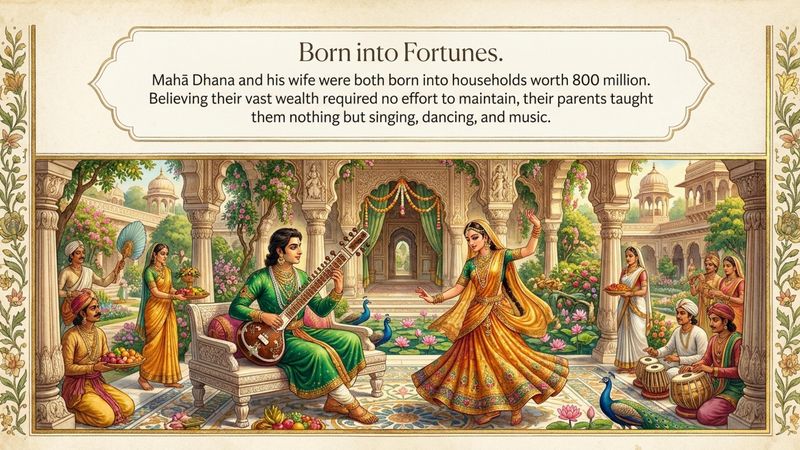 Born into Fortunes.
Mahā Dhana and his wife were both born into households worth 800 million.
Believing their vast wealth required no effort to maintain, their parents taught
them nothing but singing, dancing, and music.